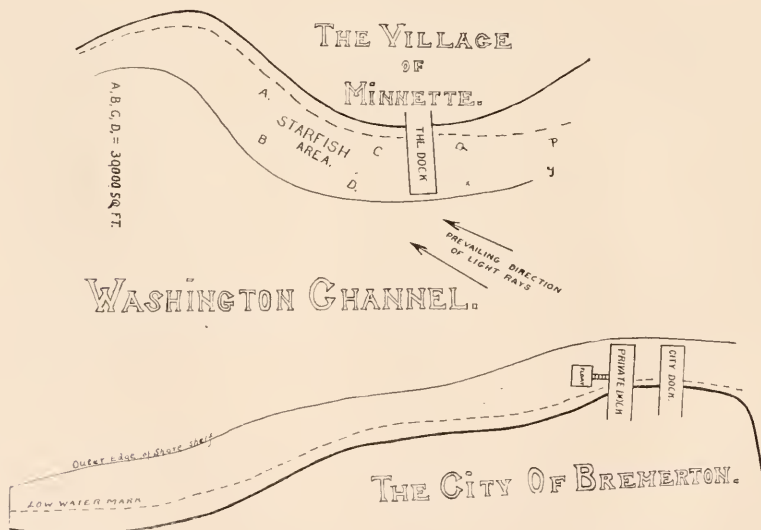 THE VILLAGE
OF
MINNETTE.
A.
B
STARFISH
AREA.
C
D.
THE DOCK
Q
P
x
y
A, B, C, D, = 30000 SQ FT.
PREVAILING DIRECTION
OF LIGHT RAYS
WASHINGTON CHANNEL.
FLOAT
PRIVATE DOCK
CITY DOCK.
Outer Edge of Shore shelf
LOW WATER MARK
THE CITY OF BREMERTON.